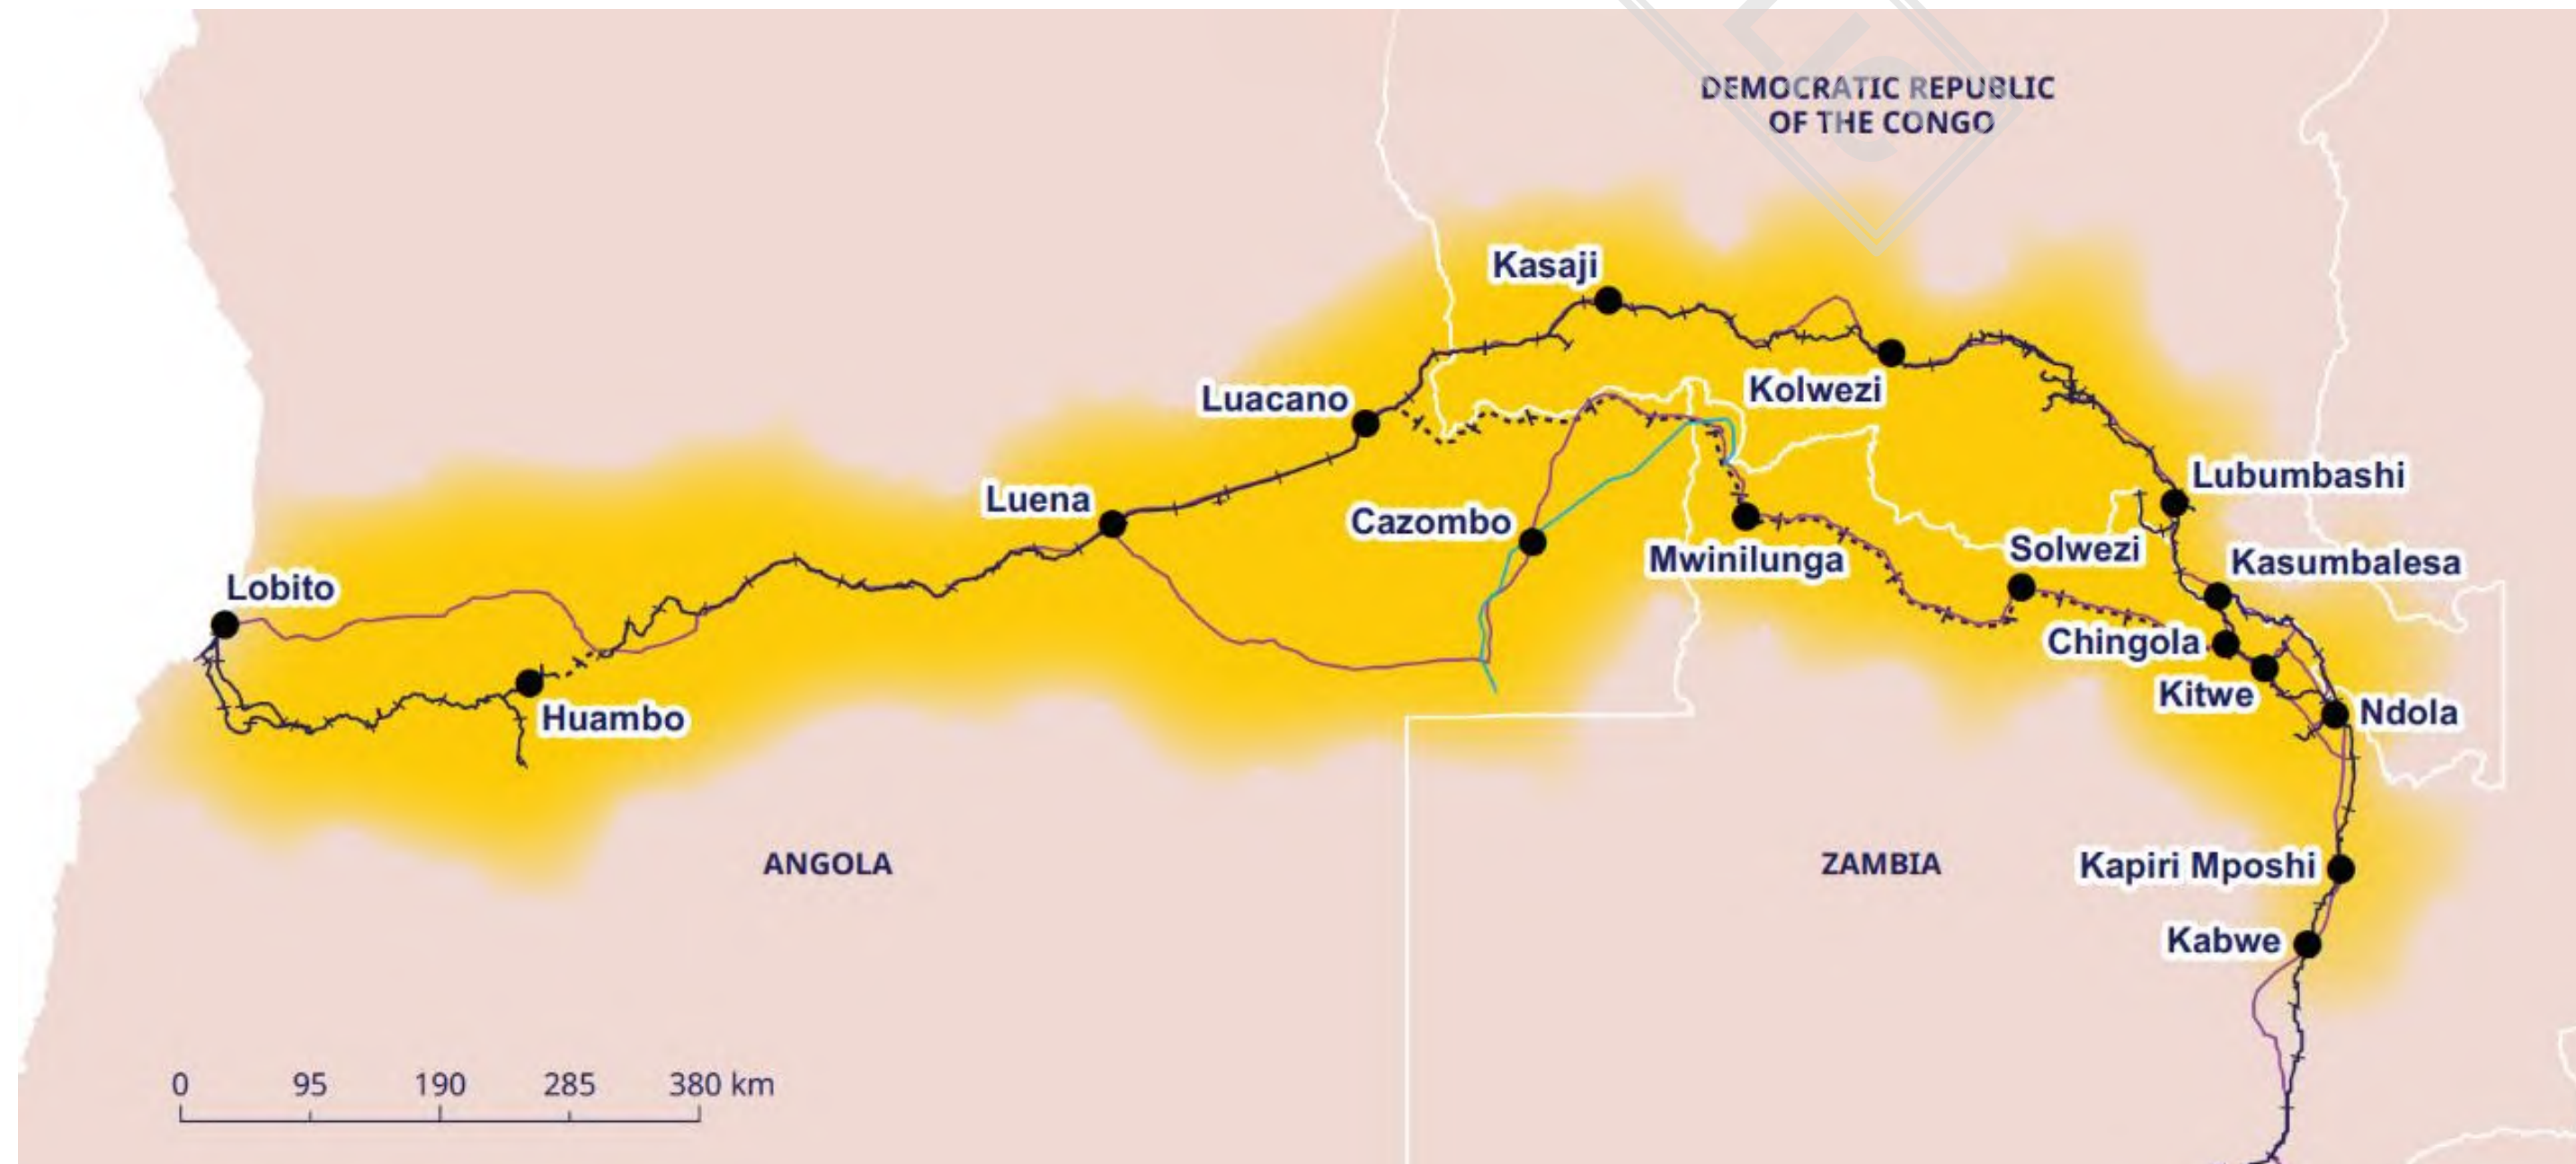 DEMOCRATIC REPUBLIC
OF THE CONGO
Kasaji
Kolwezi
Luacano
Lubumbashi
Luena
Cazombo
Mwinilunga
Solwezi
Kasumbalesa
Lobito
Chingola
Kitwe
Ndola
Huambo
ANGOLA
ZAMBIA
Kapiri Mposhi
Kabwe
0 95 190 285 380 km